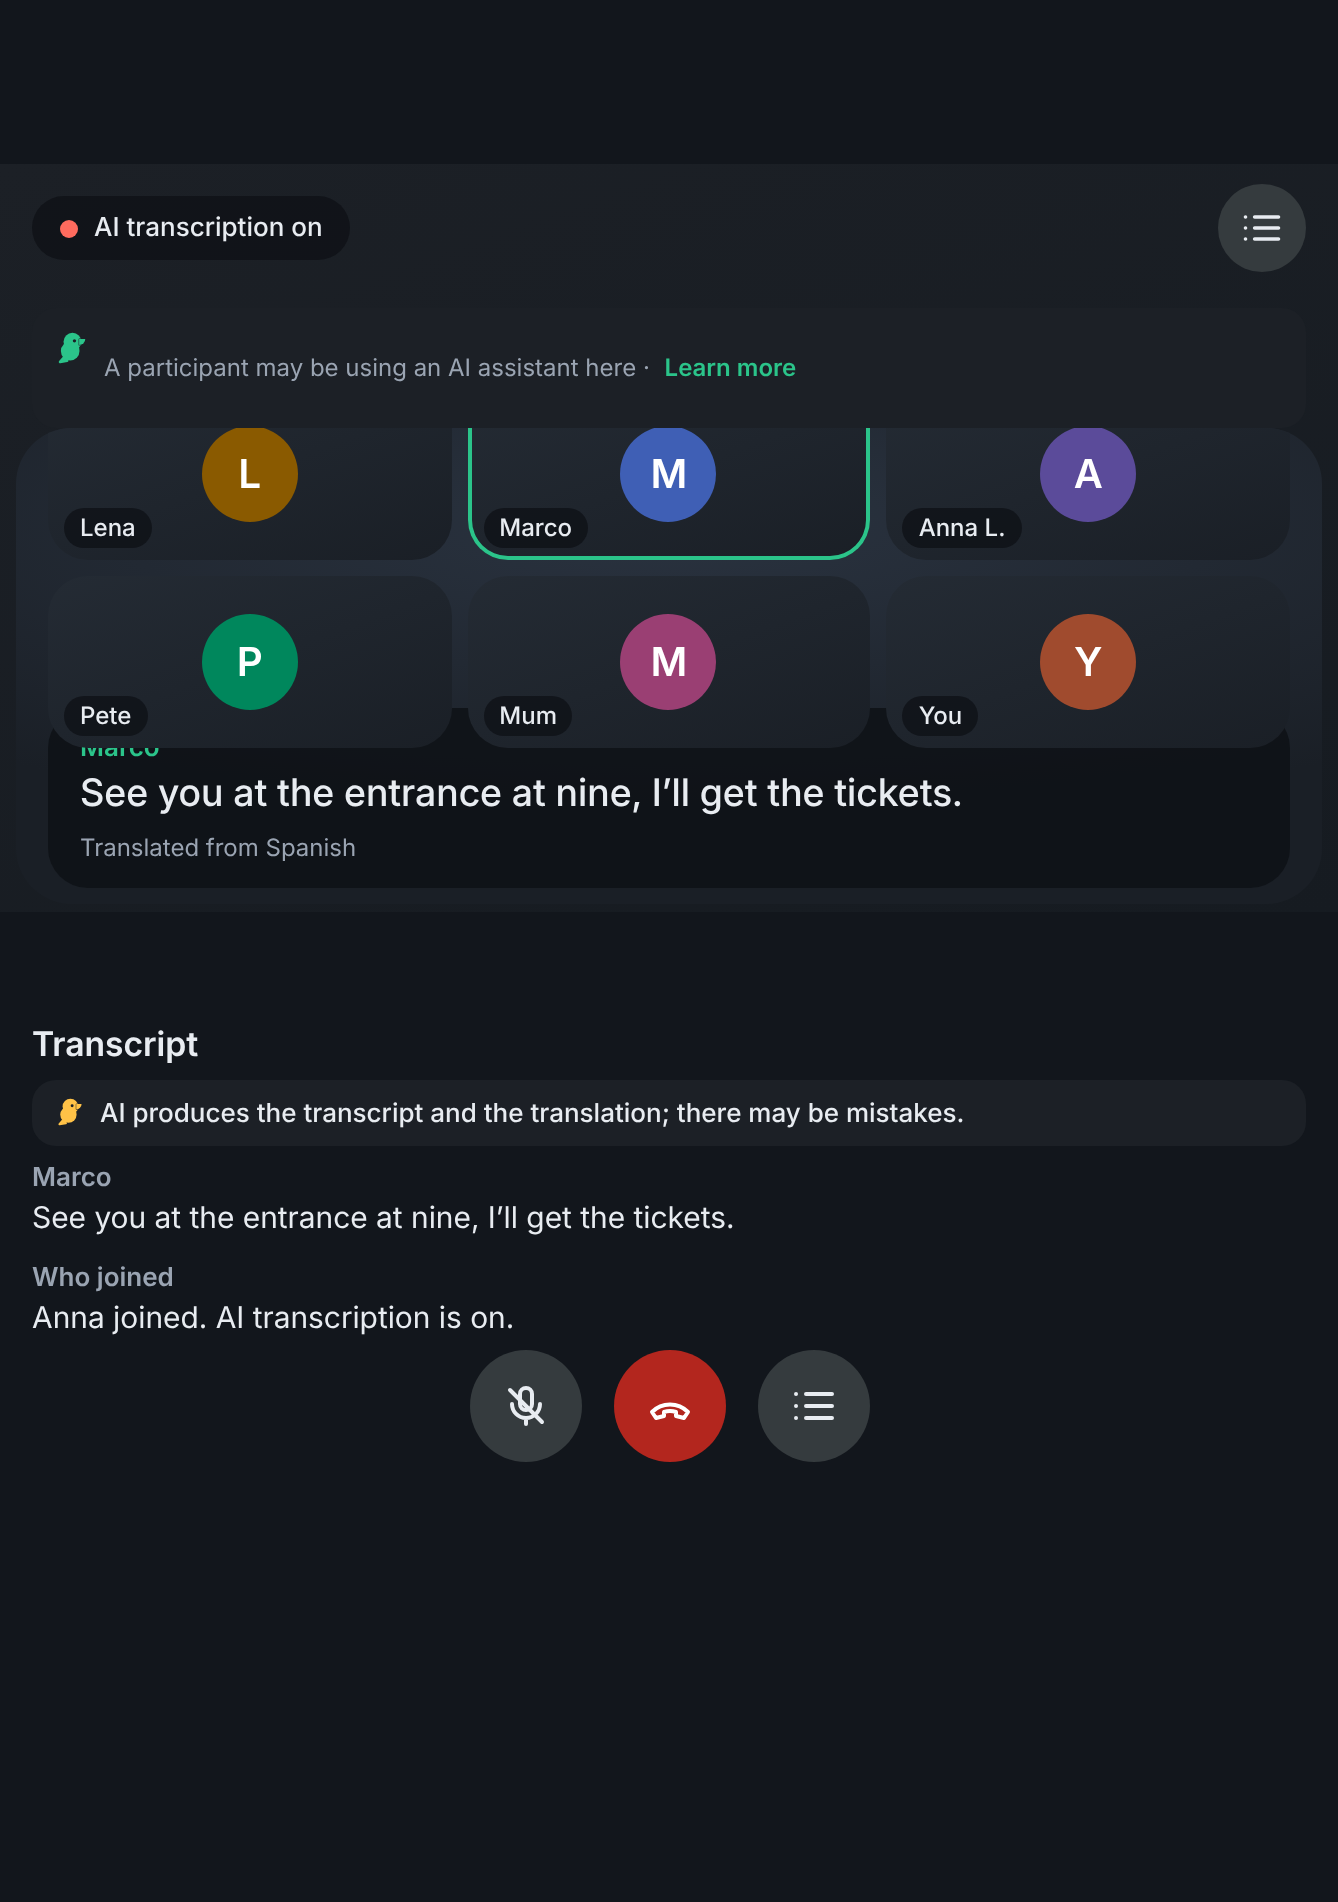 AI transcription on
A participant may be using an AI assistant here · Learn more
L
M
A
Lena
Marco
Anna L.
P
M
Y
Pete
Mum
You
Marco
See you at the entrance at nine, I’ll get the tickets.
Translated from Spanish
Transcript
AI produces the transcript and the translation; there may be mistakes.
Marco
See you at the entrance at nine, I’ll get the tickets.
Who joined
Anna joined. AI transcription is on.